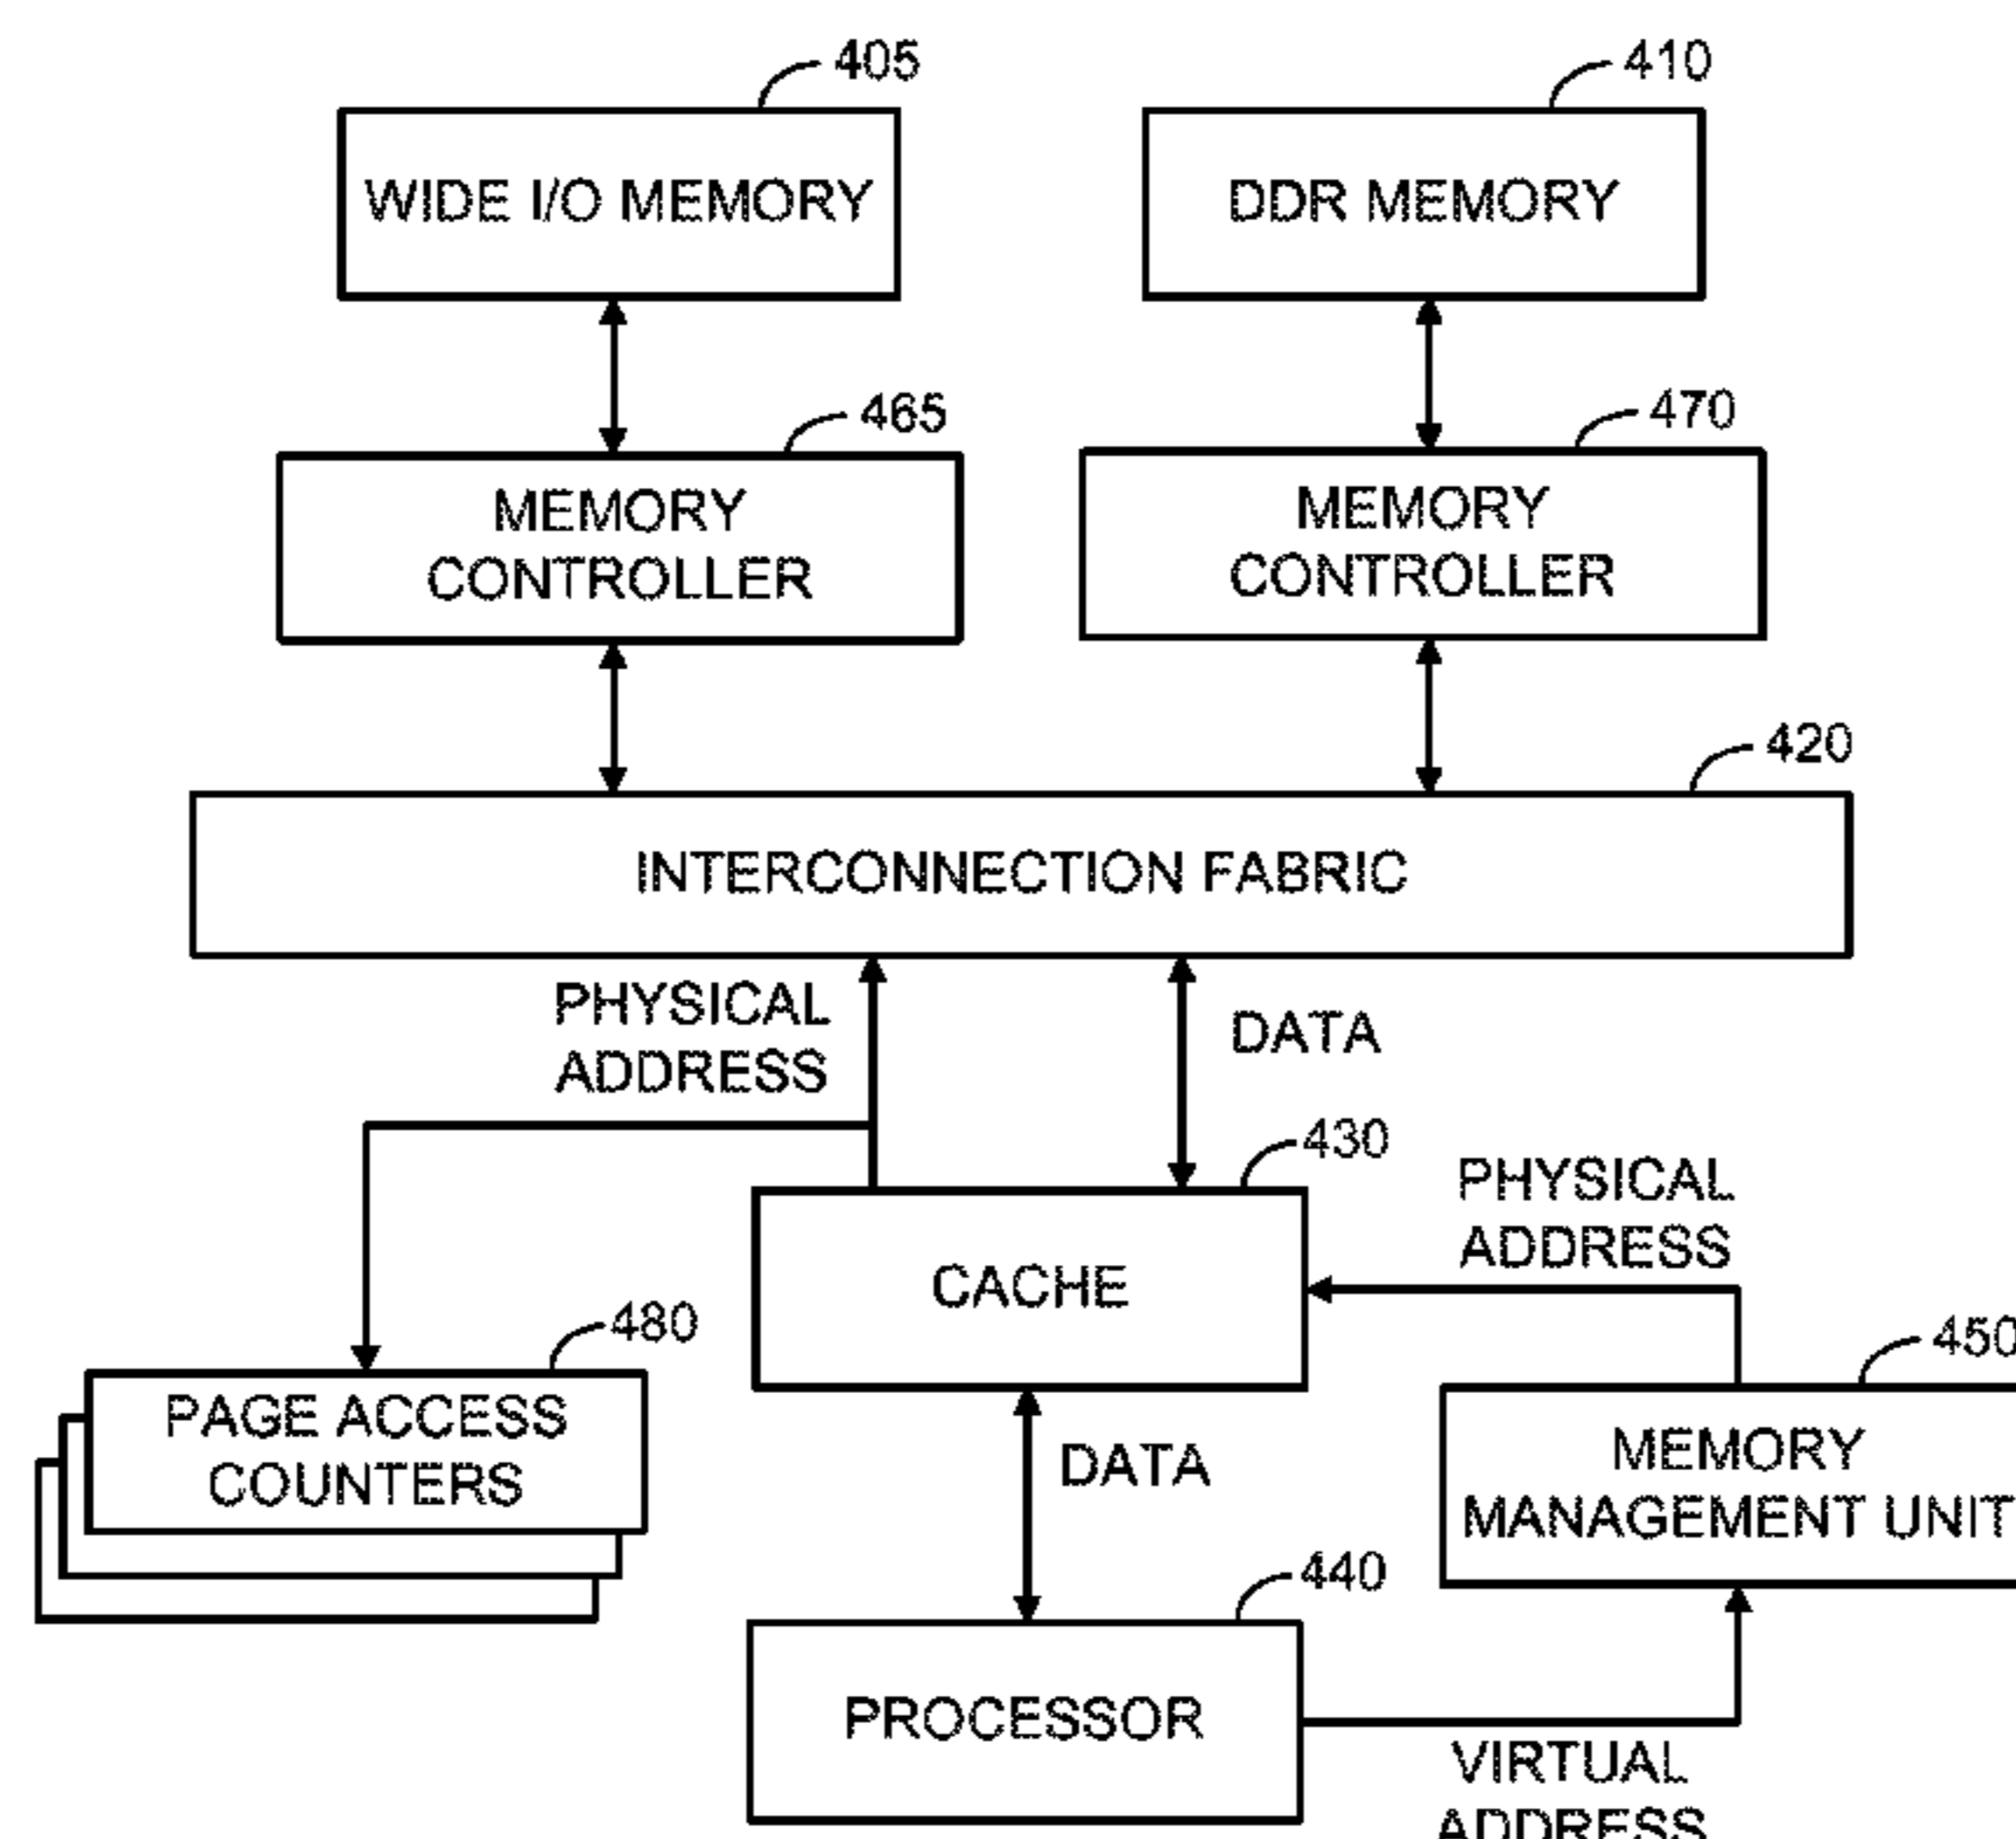 405
410
WIDE I/O MEMORY
DDR MEMORY
465
470
MEMORY
CONTROLLER
MEMORY
CONTROLLER
420
INTERCONNECTION FABRIC
PHYSICAL
ADDRESS
DATA
430
PHYSICAL
ADDRESS
CACHE
480
450
PAGE ACCESS
COUNTERS
DATA
MEMORY
MANAGEMENT UNIT
440
PROCESSOR
VIRTUAL
ADDRESS